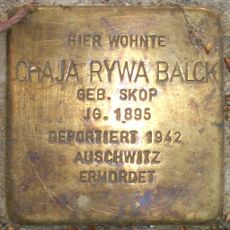 HIER WOHNTE
CHAJA RYWA BALCK
GEB. SKOP
JG. 1895
DEPORTIERT 1942
AUSCHWITZ
ERMORDET